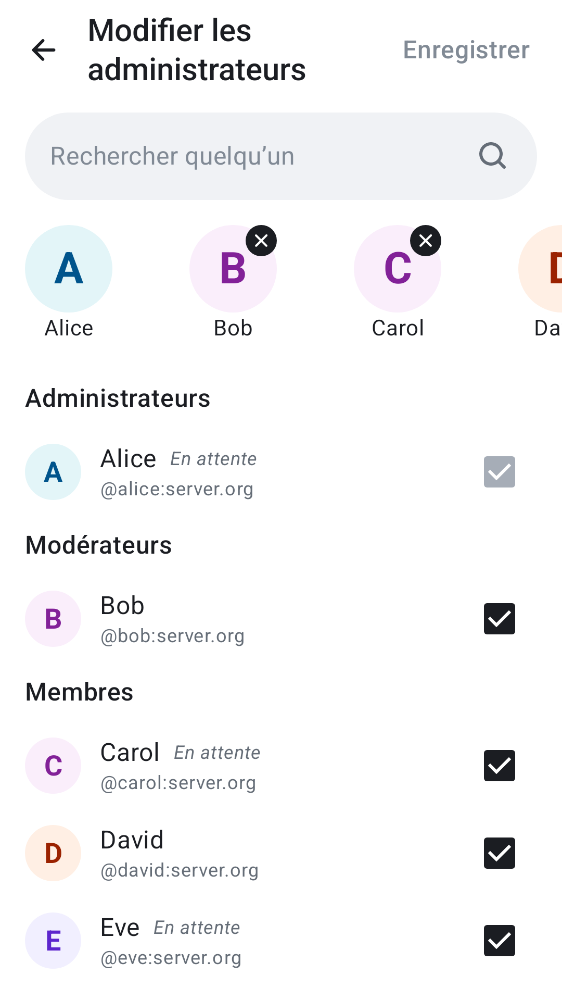 Modifier les
administrateurs
Enregistrer
Rechercher quelqu’un
A
B
C
D
Alice
Bob
Carol
Da
Administrateurs
A
Alice En attente
@alice:server.org
Modérateurs
B
Bob
@bob:server.org
Membres
C
Carol En attente
@carol:server.org
D
David
@david:server.org
E
Eve En attente
@eve:server.org